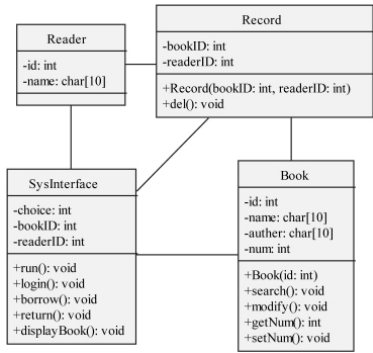 Reader
-id: int
-name: char[10]
Record
-bookID: int
-readerID: int
+Record(bookID: int, readerID: int)
+del(): void
SysInterface
-choice: int
-bookID: int
-readerID: int
+run(): void
+login(): void
+borrow(): void
+return(): void
+displayBook(): void
Book
-id: int
-name: char[10]
-auther: char[10]
-num: int
+Book(id: int)
+search(): void
+modify(): void
+getNum(): int
+setNum(): void